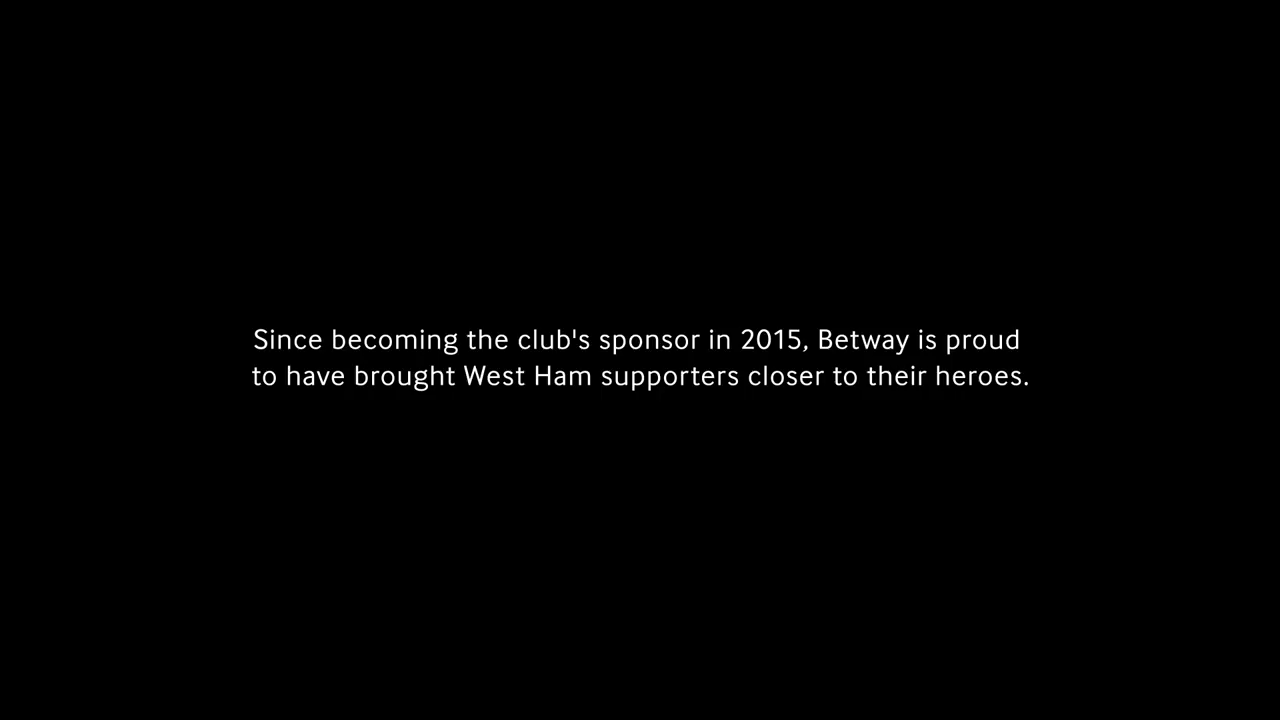 Since becoming the club's sponsor in 2015, Betway is proud
to have brought West Ham supporters closer to their heroes.